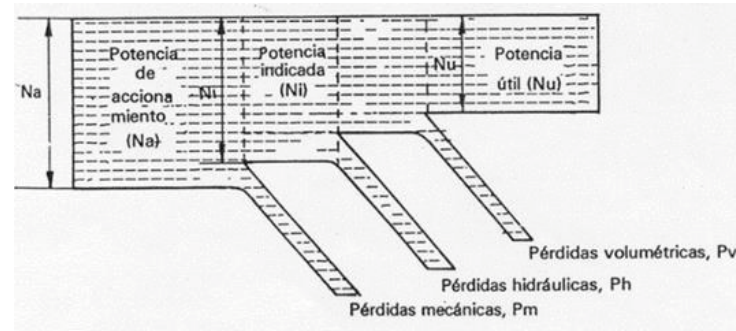 Na
Potencia
de
acciona
miento
(Na)
Ni
Potencia
indicada
(Ni)
Nu
Potencia
útil (Nu)
Pérdidas volumétricas, Pv
Pérdidas hidráulicas, Ph
Pérdidas mecánicas, Pm